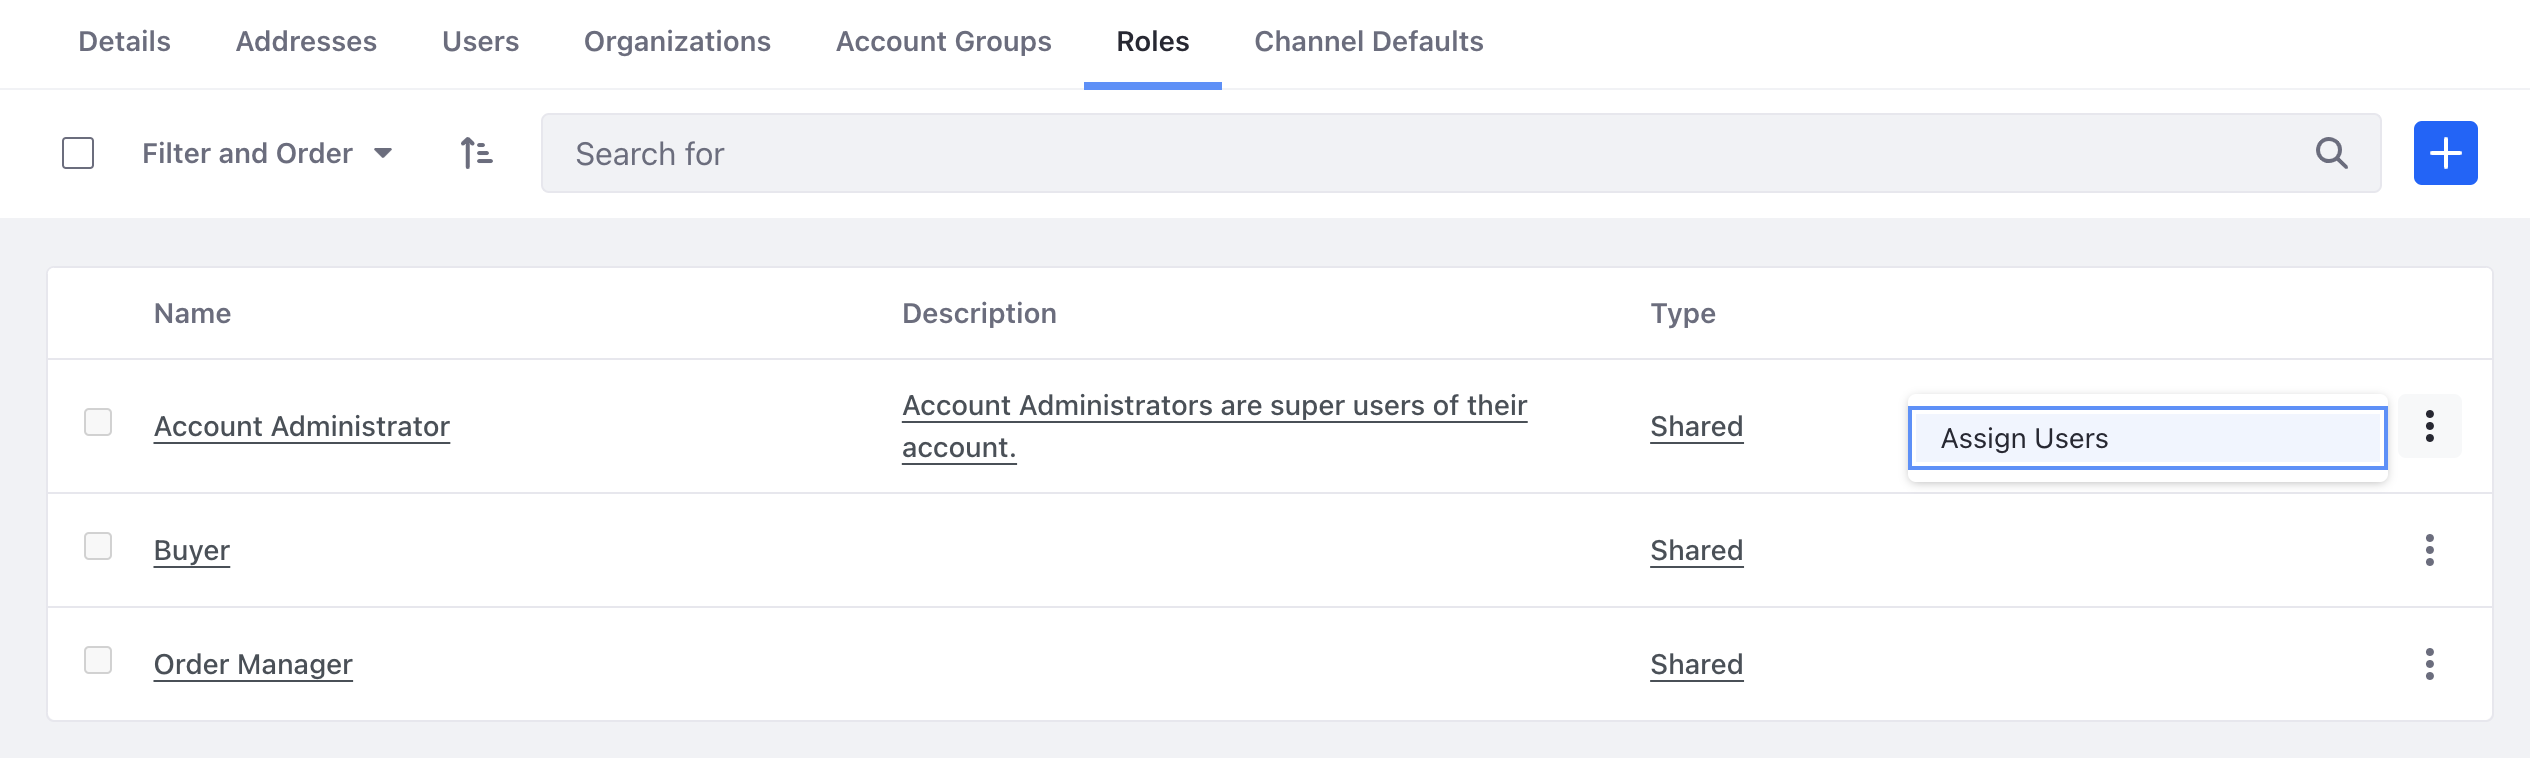 Details Addresses Users Organizations Account Groups Roles Channel Defaults
Filter and Order Search for
Name Description Type
Account Administrator Account Administrators are super users of their account. Shared Assign Users
Buyer Shared
Order Manager Shared